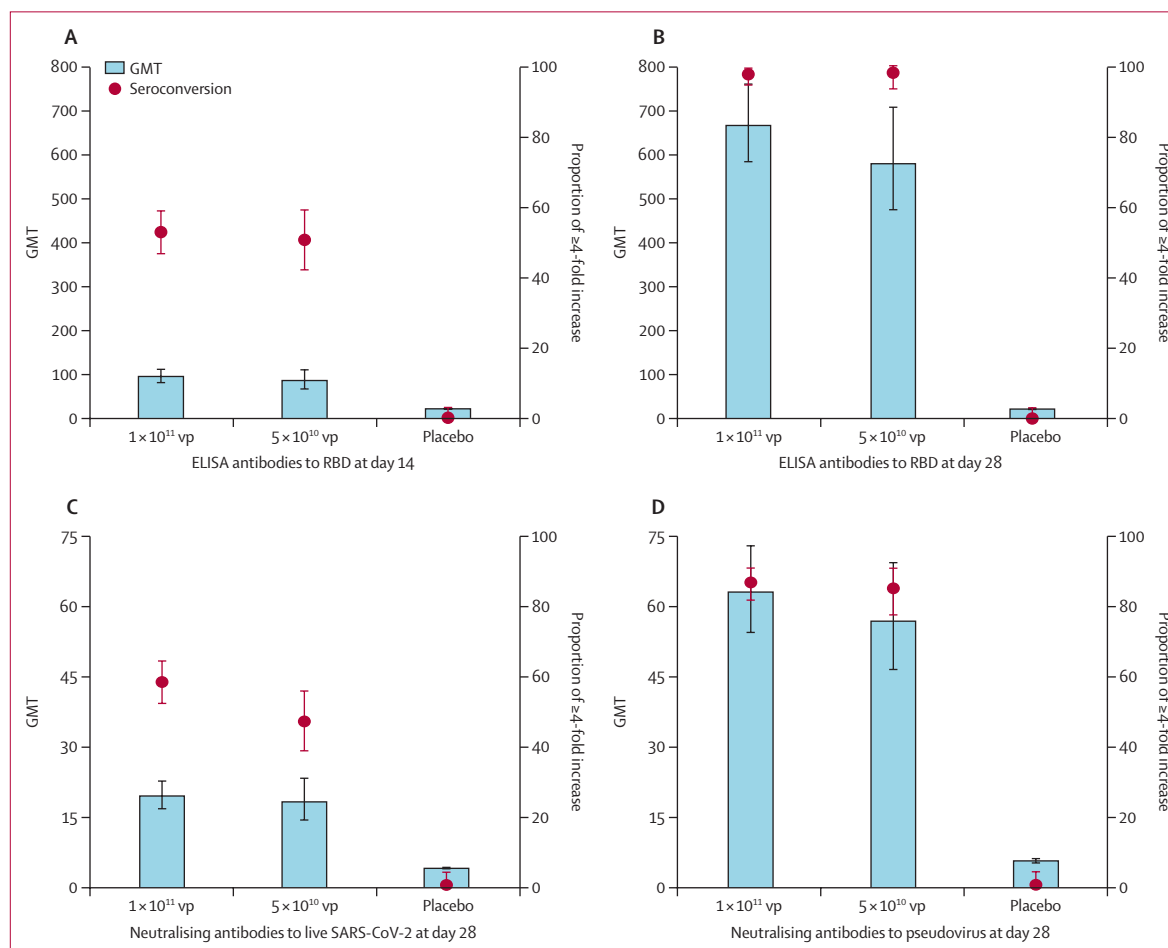 A
GMT
Seroconversion
800
700
600
500
400
300
200
100
0
GMT
100
80
60
40
20
0
Proportion of ≥4-fold increase
1 × 10¹¹ vp
5 × 10¹⁰ vp
Placebo
ELISA antibodies to RBD at day 14
B
800
700
600
500
400
300
200
100
0
GMT
100
80
60
40
20
0
Proportion of ≥4-fold
increase
1 × 10¹¹ vp
5 × 10¹⁰ vp
Placebo
ELISA antibodies to RBD at day 28
C
75
60
45
30
15
0
GMT
100
80
60
40
20
0
Proportion of ≥4-fold
increase
1 × 10¹¹ vp
5 × 10¹⁰ vp
Placebo
Neutralising antibodies to live SARS-CoV-2 at day 28
D
75
60
45
30
15
0
GMT
100
80
60
40
20
0
Proportion of ≥4-fold
increase
1 × 10¹¹ vp
5 × 10¹⁰ vp
Placebo
Neutralising antibodies to pseudovirus at day 28